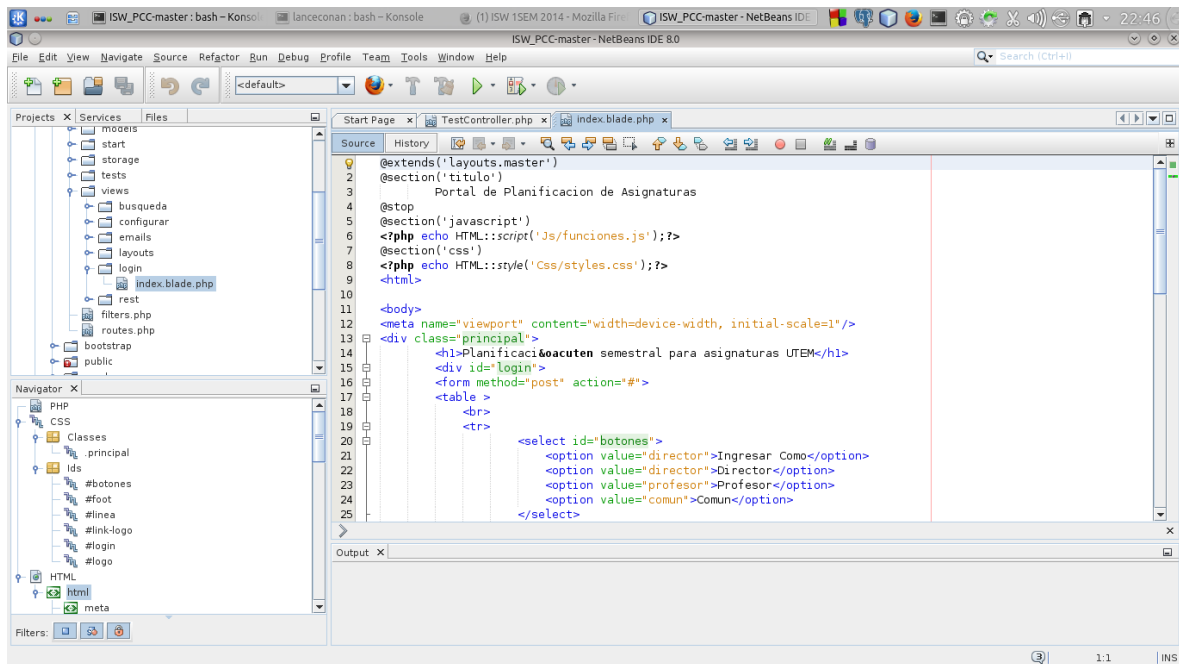 ISW_PCC-master : bash – Konsol
lanceconan : bash – Konsole
(1) ISW 1SEM 2014 - Mozilla Fire
ISW_PCC-master - NetBeans IDE
22:46
ISW_PCC-master - NetBeans IDE 8.0
File Edit View Navigate Source Refactor Run Debug Profile Team Tools Window Help
Search (Ctrl+I)
<default>
Projects Services Files
models
start
storage
tests
views
busqueda
configurar
emails
layouts
login
index.blade.php
rest
filters.php
routes.php
bootstrap
public
Navigator
PHP
CSS
Classes
.principal
Ids
#botones
#foot
#linea
#link-logo
#login
#logo
HTML
html
meta
Filters:
Start Page TestController.php index.blade.php
Source History
@extends('layouts.master')
2 @section('titulo')
3 Portal de Planificacion de Asignaturas
4 @stop
5 @section('javascript')
6 <?php echo HTML::script('Js/funciones.js');?>
7 @section('css')
8 <?php echo HTML::style('Css/styles.css');?>
9 <html>
10
11 <body>
12 <meta name="viewport" content="width=device-width, initial-scale=1"/>
13 <div class="principal">
14 <h1>Planificaci&oacuten semestral para asignaturas UTEM</h1>
15 <div id="login">
16 <form method="post" action="#">
17 <table >
18 <br>
19 <tr>
20 <select id="botones">
21 <option value="director">Ingresar Como</option>
22 <option value="director">Director</option>
23 <option value="profesor">Profesor</option>
24 <option value="comun">Comun</option>
25 </select>
Output
3
1:1
INS